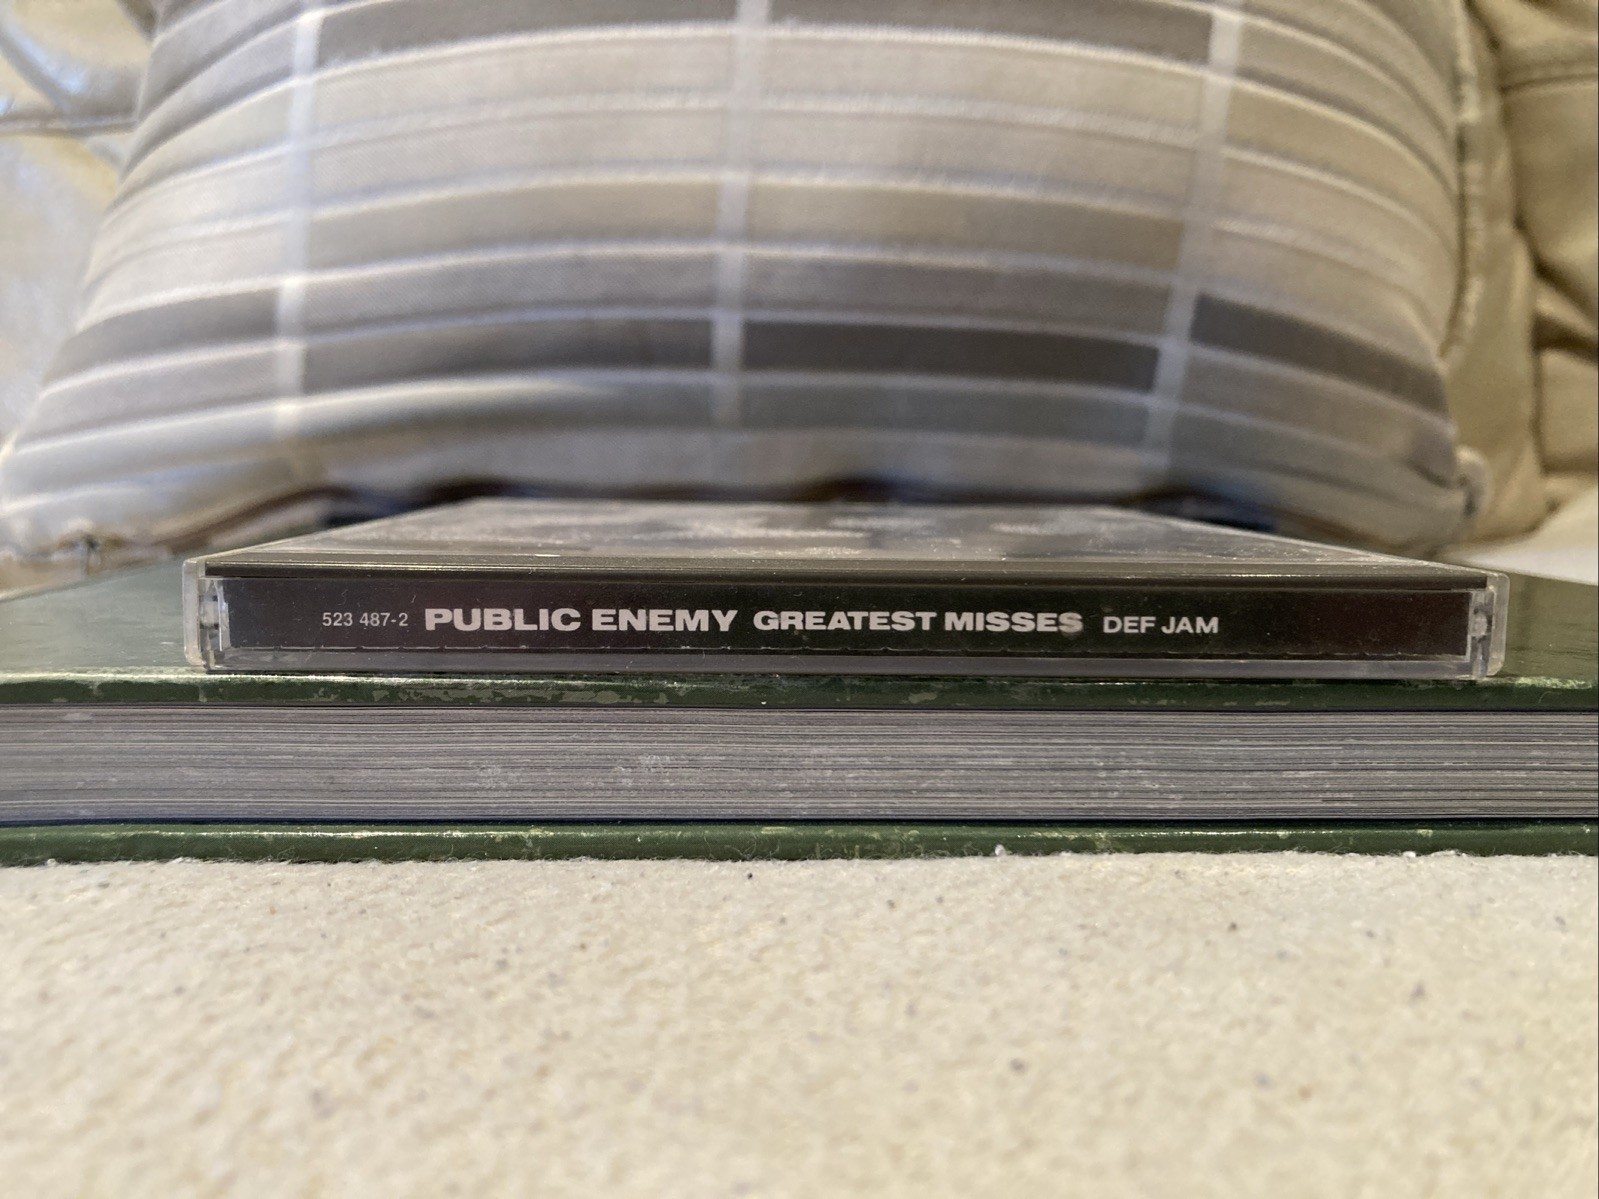 523 487-2 PUBLIC ENEMY GREATEST MISSES DEF JAM